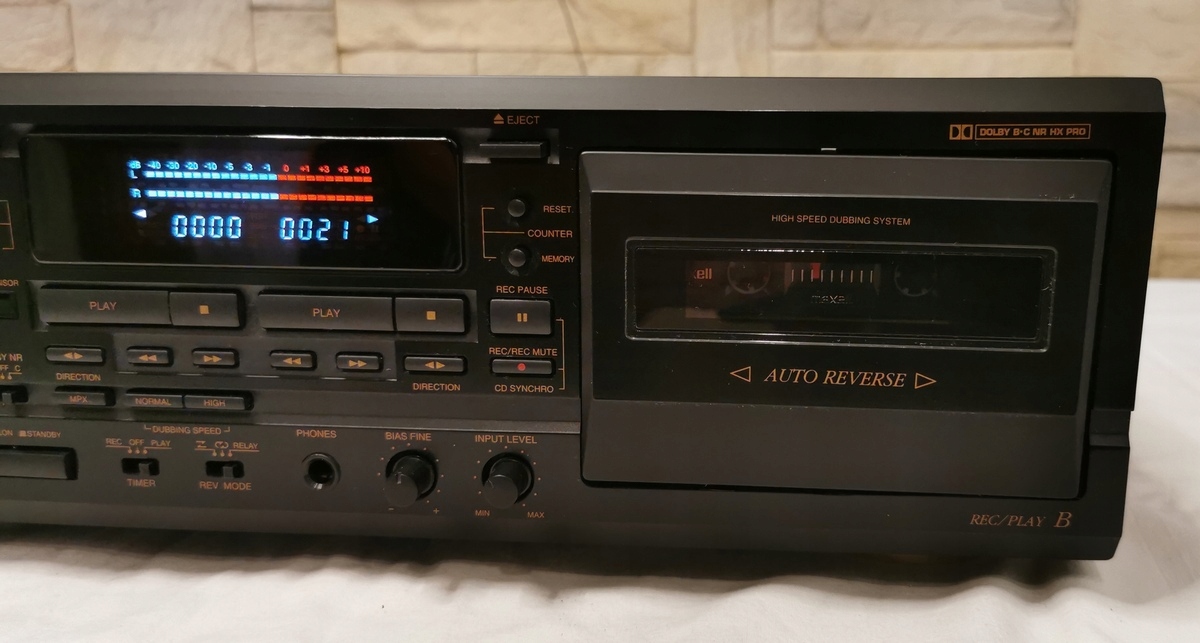 EJECT
DOLBY B·C NR HX PRO
dB -40 -30 -20 -10 -5 -3 -1 0 +1 +3 +5 +10
L
R
0000 0021
RESET
COUNTER
MEMORY
HIGH SPEED DUBBING SYSTEM
REC PAUSE
PLAY
PLAY
REC/REC MUTE
CD SYNCHRO
DIRECTION
DIRECTION
AUTO REVERSE
MPX
NORMAL
HIGH
DUBBING SPEED
STANDBY
REC OFF PLAY
RELAY
TIMER
REV MODE
PHONES
BIAS FINE
- +
INPUT LEVEL
MIN MAX
REC/PLAY B
maxell